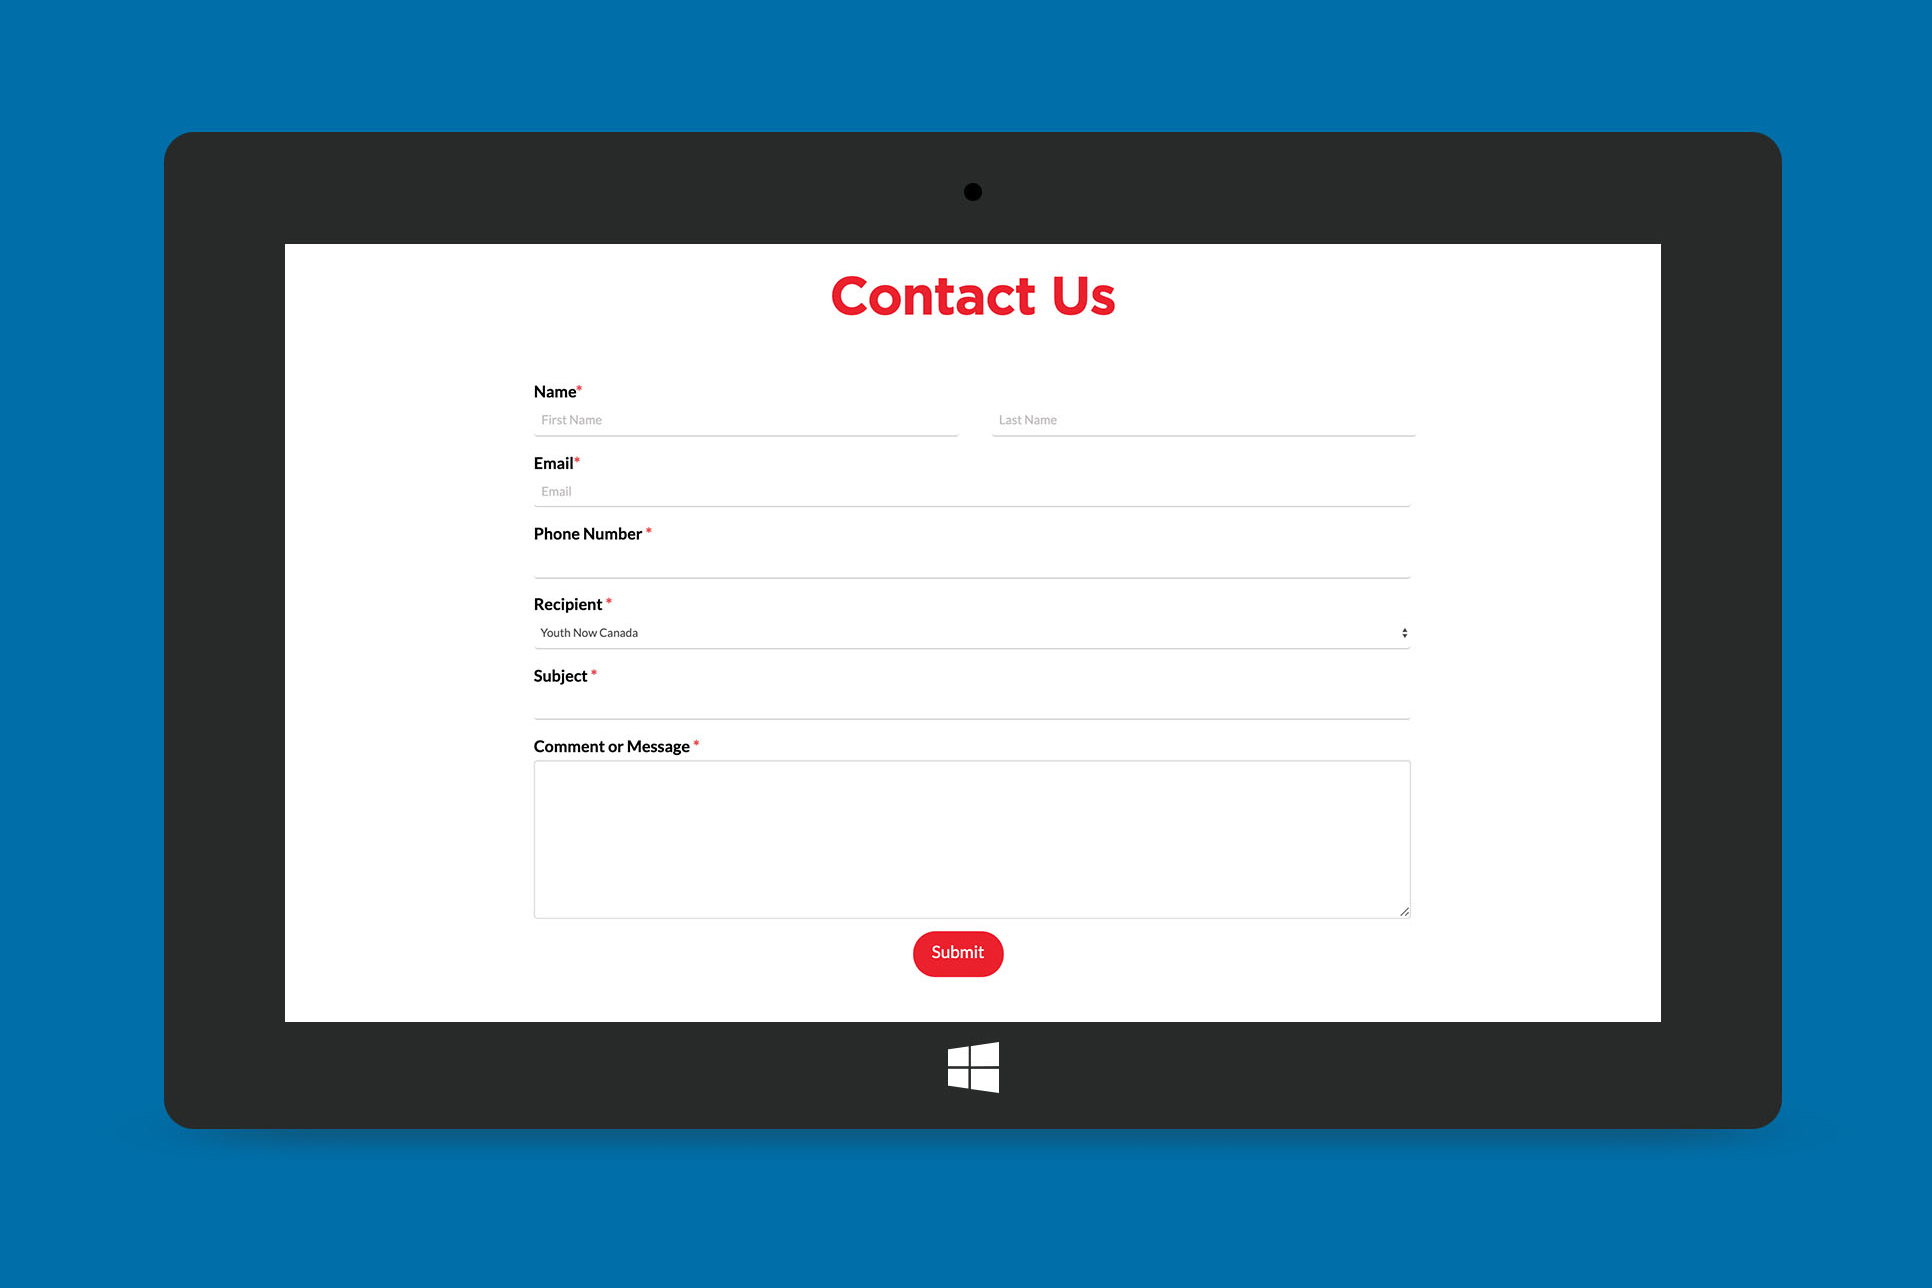 Contact Us
Name*
First Name Last Name
Email*
Email
Phone Number *
Recipient *
Youth Now Canada
Subject *
Comment or Message *
Submit